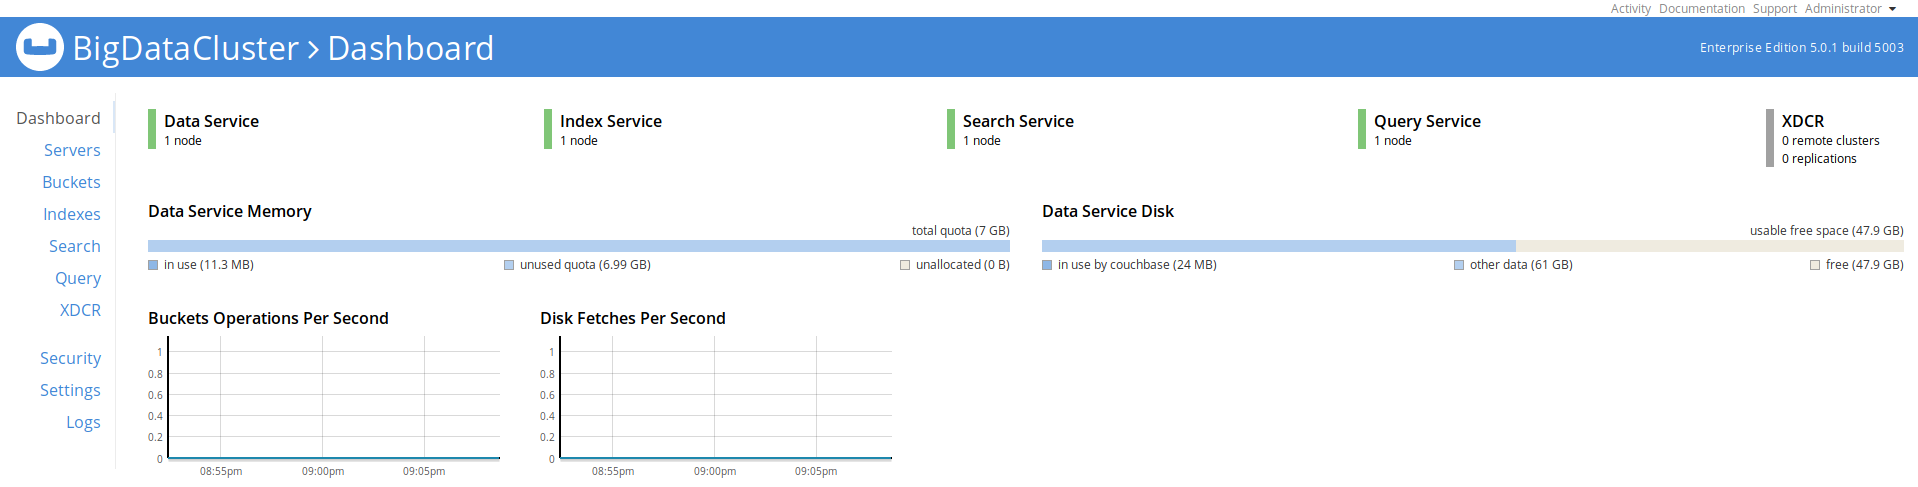 Activity Documentation Support Administrator
BigDataCluster > Dashboard
Enterprise Edition 5.0.1 build 5003
Dashboard
Servers
Buckets
Indexes
Search
Query
XDCR
Security
Settings
Logs
Data Service
1 node
Index Service
1 node
Search Service
1 node
Query Service
1 node
XDCR
0 remote clusters
0 replications
Data Service Memory
total quota (7 GB)
in use (11.3 MB)
unused quota (6.99 GB)
unallocated (0 B)
Data Service Disk
usable free space (47.9 GB)
in use by couchbase (24 MB)
other data (61 GB)
free (47.9 GB)
Buckets Operations Per Second
1
0.8
0.6
0.4
0.2
0
08:55pm 09:00pm 09:05pm
Disk Fetches Per Second
1
0.8
0.6
0.4
0.2
0
08:55pm 09:00pm 09:05pm